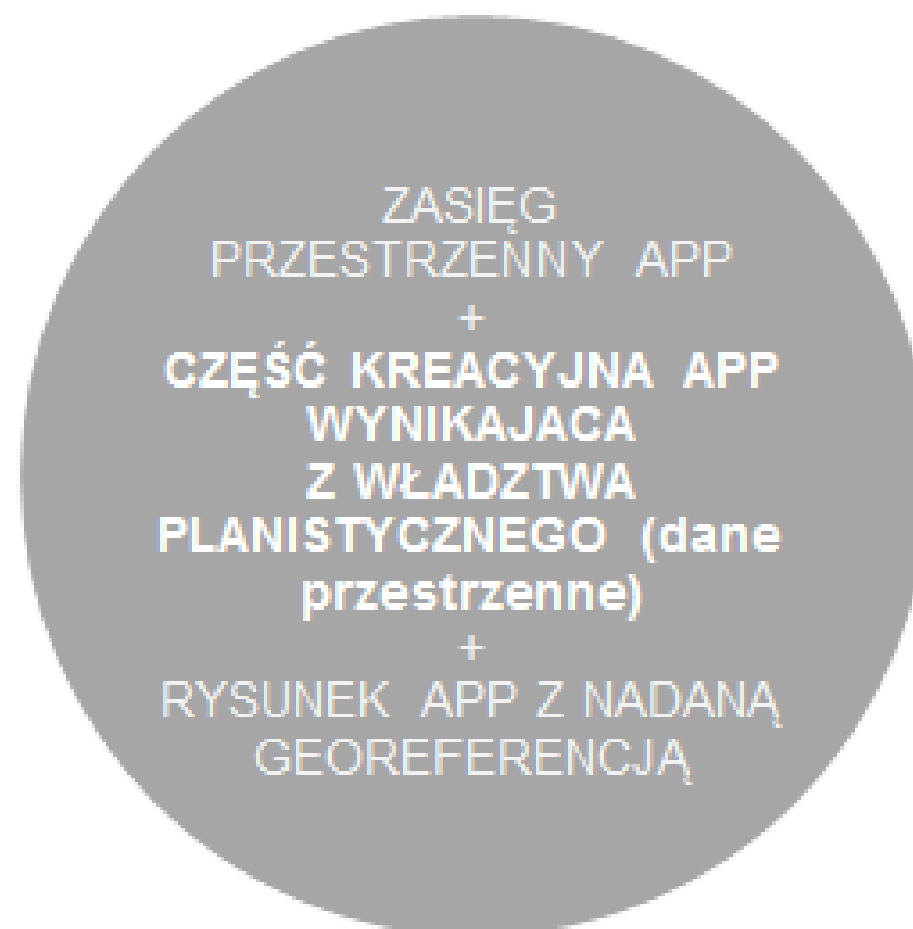 ZASIĘG
PRZESTRZENNY APP
+
CZĘŚĆ KREACYJNA APP
WYNIKAJACA
Z WŁADZTWA
PLANISTYCZNEGO (dane
przestrzenne)
+
RYSUNEK APP Z NADANĄ
GEOREFERENCJĄ